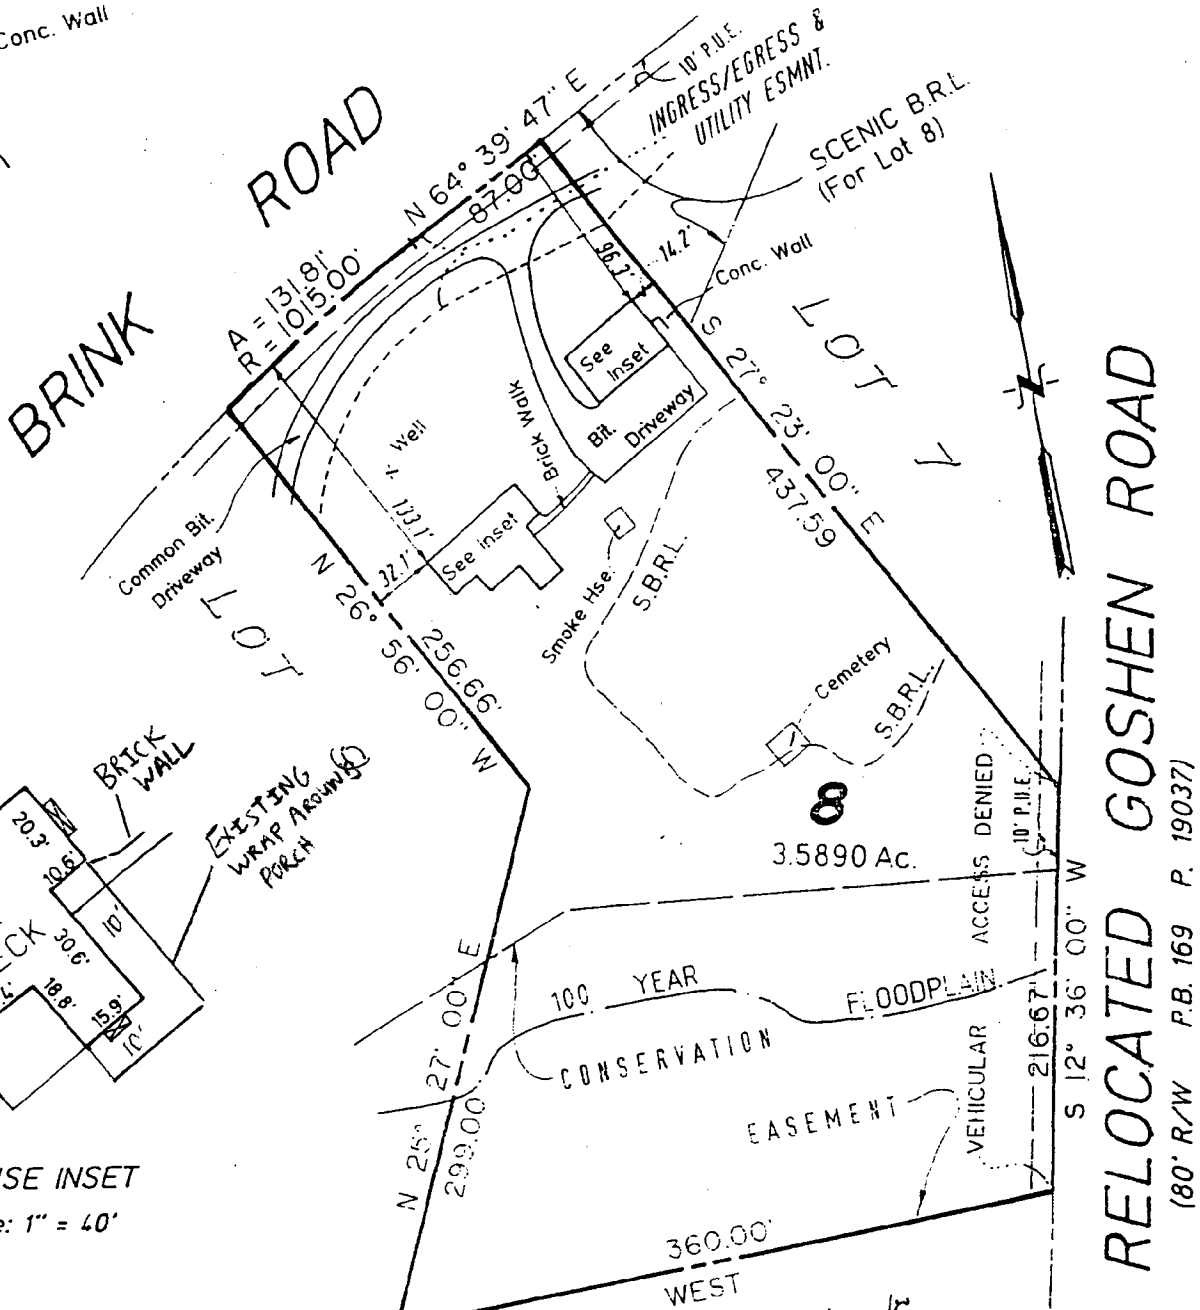 Conc. Wall
BRINK ROAD
N 64° 39' 47" E
87.00'
A = 131.81'
R = 1015.00'
10' P.U.E.
INGRESS/EGRESS &
UTILITY ESMNT.
SCENIC B.R.L.
(For Lot 8)
96.3'
14.2'
Conc. Wall
See
Inset
Bit.
Driveway
Brick Walk
Well
113.1'
32.1'
See inset
Common Bit.
Driveway
LOT
LOT 7
S 27° 23' 00" E
437.59
N 26° 56' 00" W
256.66'
Smoke Hse.
S.B.R.L.
Cemetery
S.B.R.L.
N
8
3.5890 Ac.
BRICK
WALL
EXISTING
WRAP AROUND
PORCH
20.3'
10.6'
10'
30.6'
18.8'
15.9'
10'
VEHICULAR ACCESS DENIED
10' P.U.E.
100 YEAR FLOODPLAIN
CONSERVATION
EASEMENT
N 25° 27' 00" E
299.00
216.67'
S 12° 36' 00" W
360.00'
WEST
RELOCATED GOSHEN ROAD
(80' R/W P.B. 169 P. 19037)
SE INSET
e: 1" = 40'